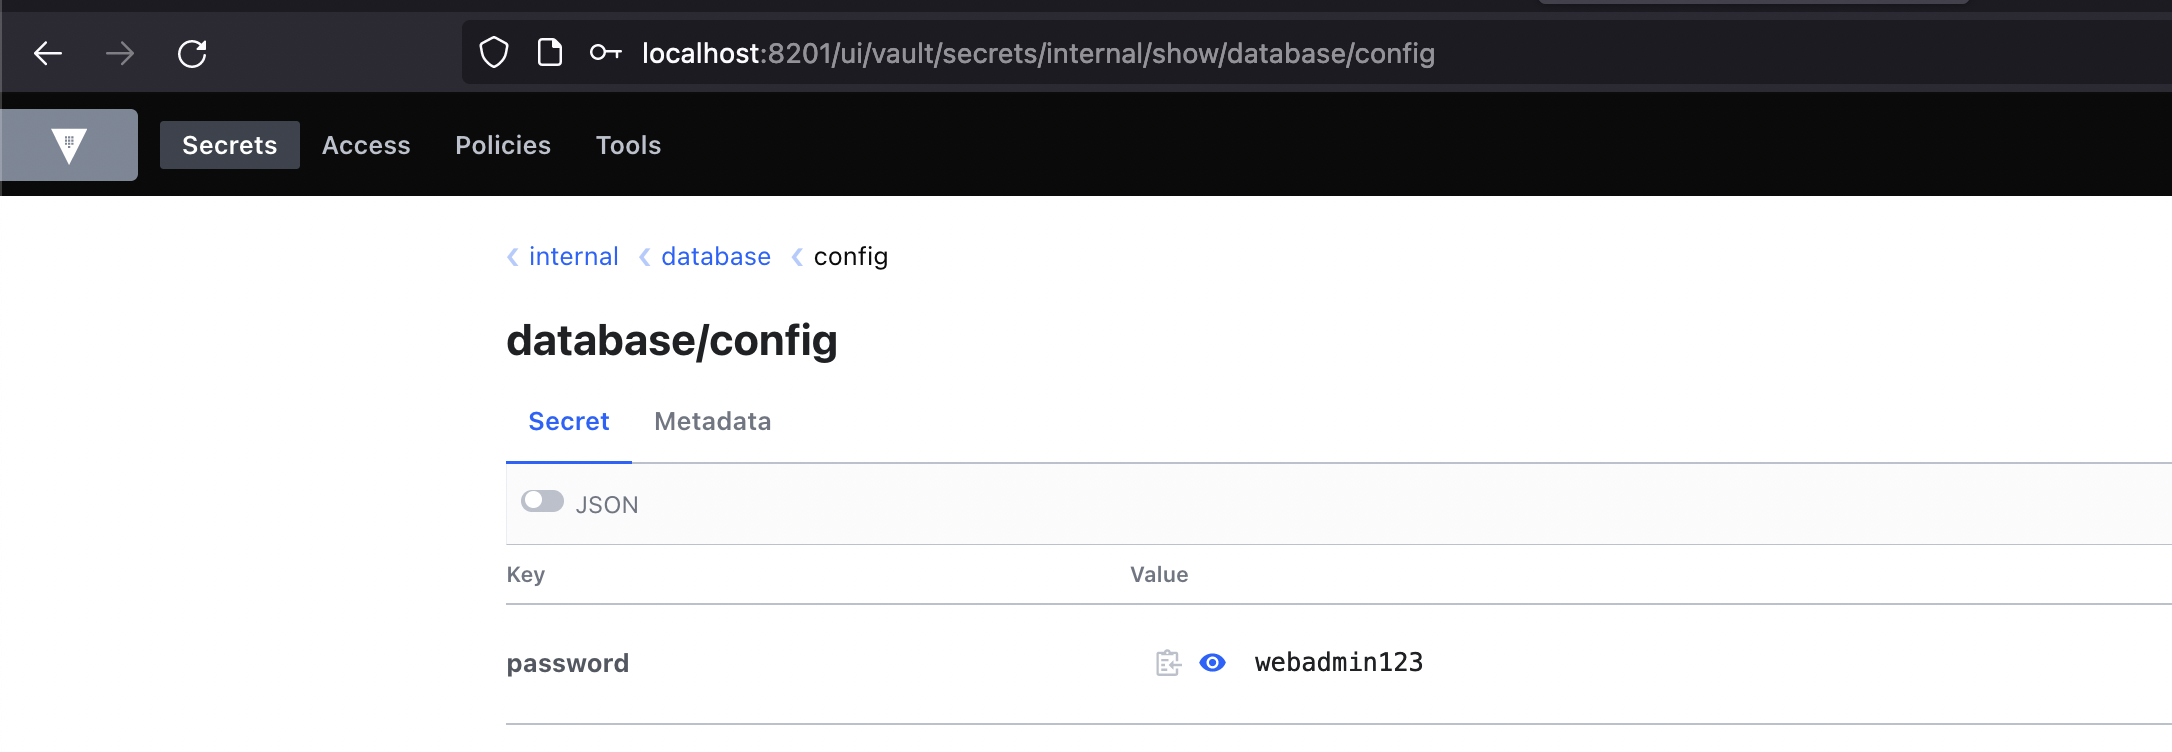 localhost:8201/ui/vault/secrets/internal/show/database/config
Secrets Access Policies Tools
internal database config
database/config
Secret Metadata
JSON
Key Value
password webadmin123